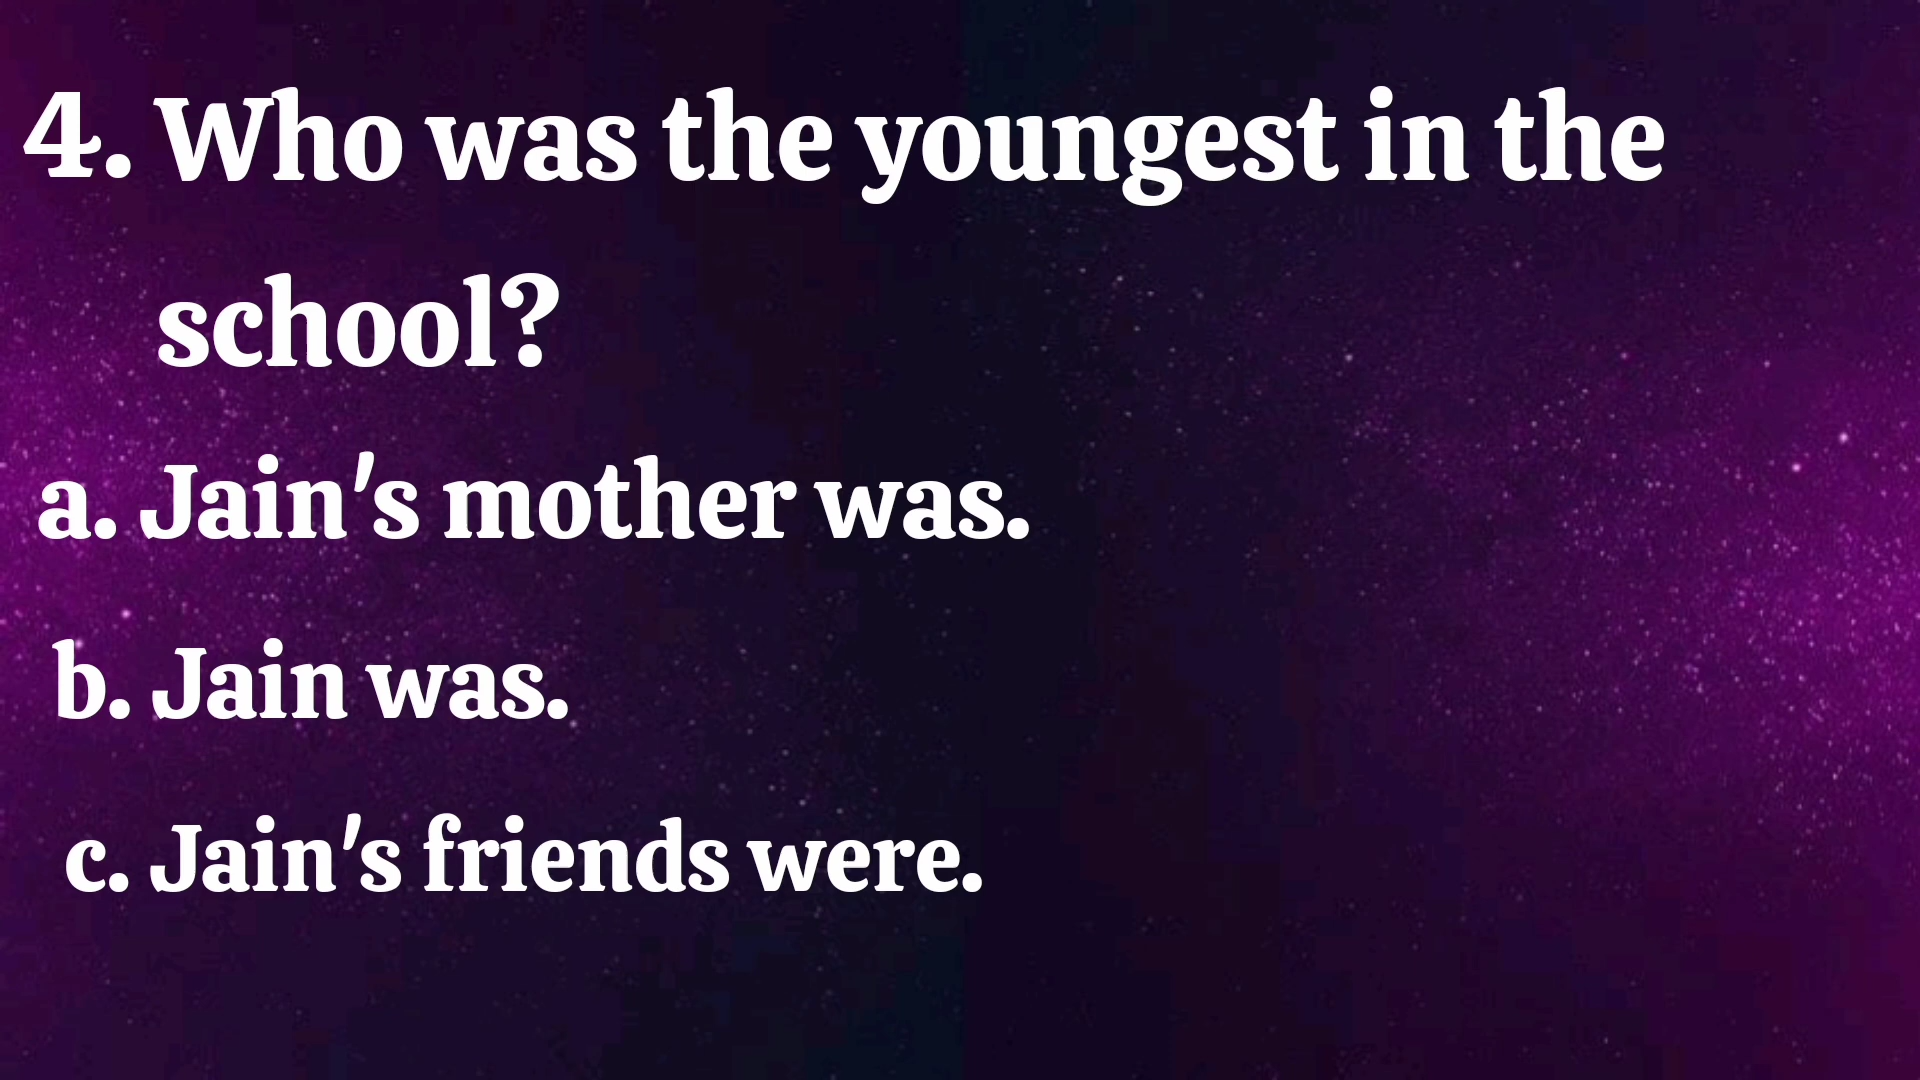 4. Who was the youngest in the
school?
a. Jain's mother was.
b. Jain was.
c. Jain's friends were.